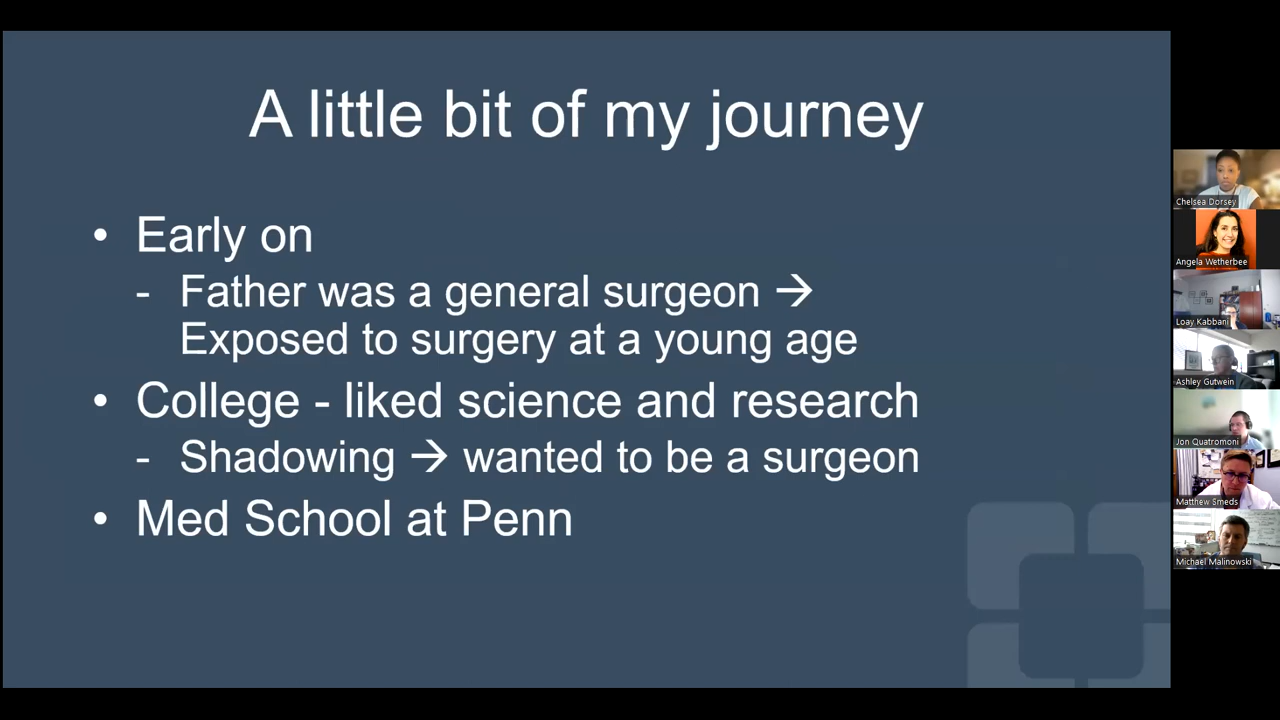 A little bit of my journey
• Early on
- Father was a general surgeon →
Exposed to surgery at a young age
• College - liked science and research
- Shadowing → wanted to be a surgeon
• Med School at Penn
Chelsea Dorsey
Angela Wetherbee
Loay Kabbani
Ashley Gutwein
Jon Quatromoni
Matthew Smeds
Michael Malinowski